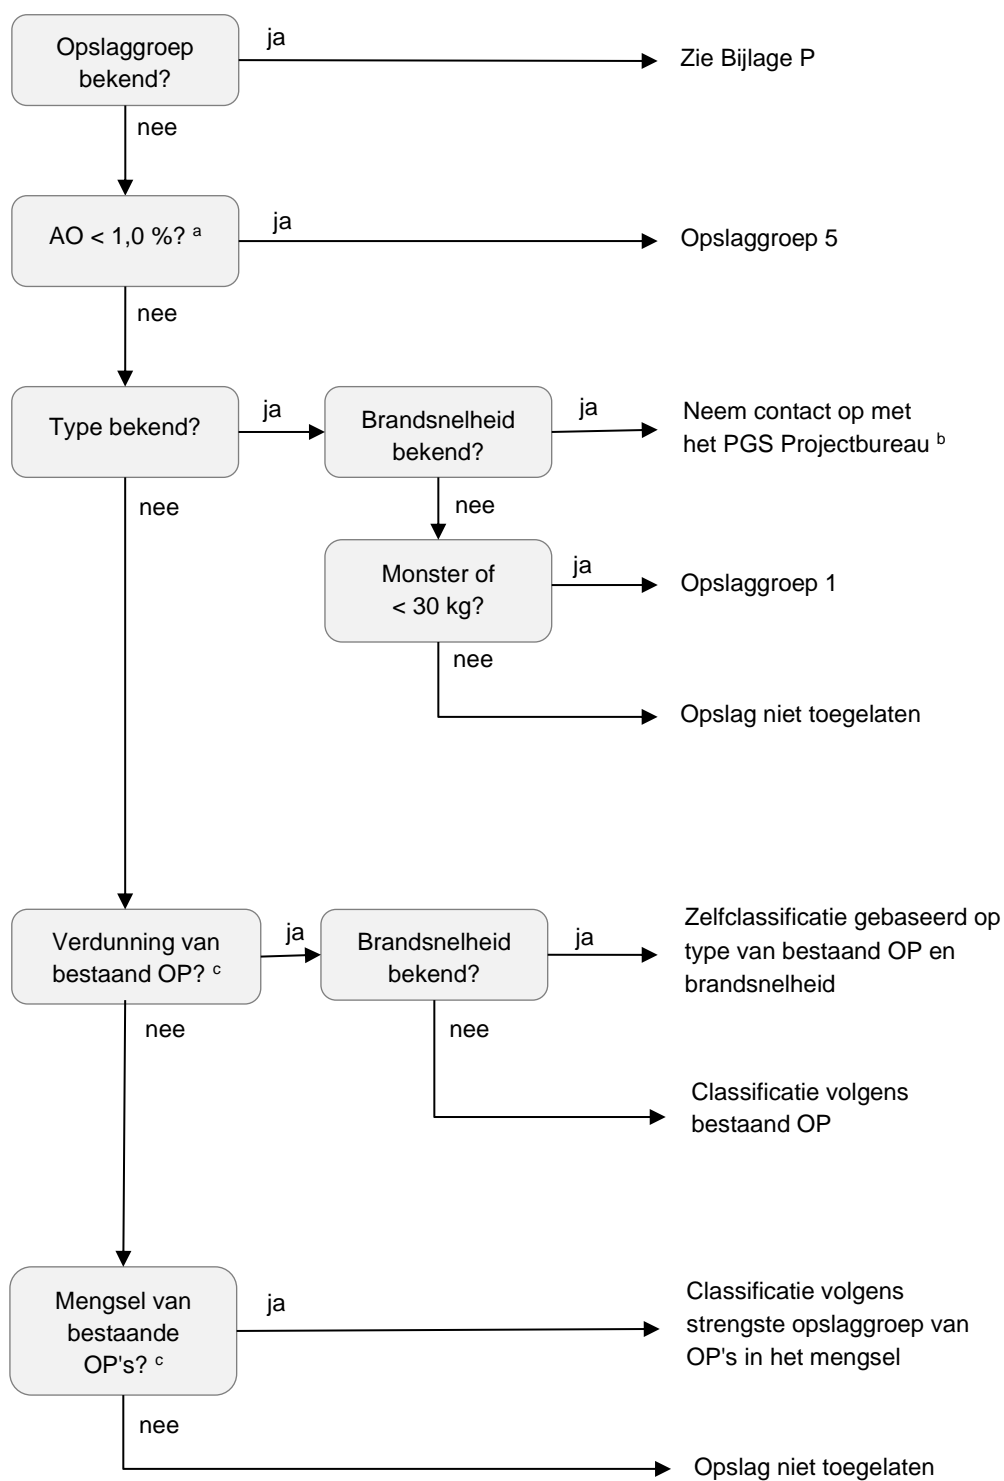 Opslaggroep
bekend?
ja
Zie Bijlage P
nee
AO < 1,0 %? a
ja
Opslaggroep 5
nee
Type bekend?
ja
Brandsnelheid
bekend?
ja
Neem contact op met
het PGS Projectbureau b
nee
nee
Monster of
< 30 kg?
ja
Opslaggroep 1
nee
Opslag niet toegelaten
Verdunning van
bestaand OP? c
ja
Brandsnelheid
bekend?
ja
Zelfclassificatie gebaseerd op
type van bestaand OP en
brandsnelheid
nee
nee
Classificatie volgens
bestaand OP
Mengsel van
bestaande
OP's? c
ja
Classificatie volgens
strengste opslaggroep van
OP's in het mengsel
nee
Opslag niet toegelaten